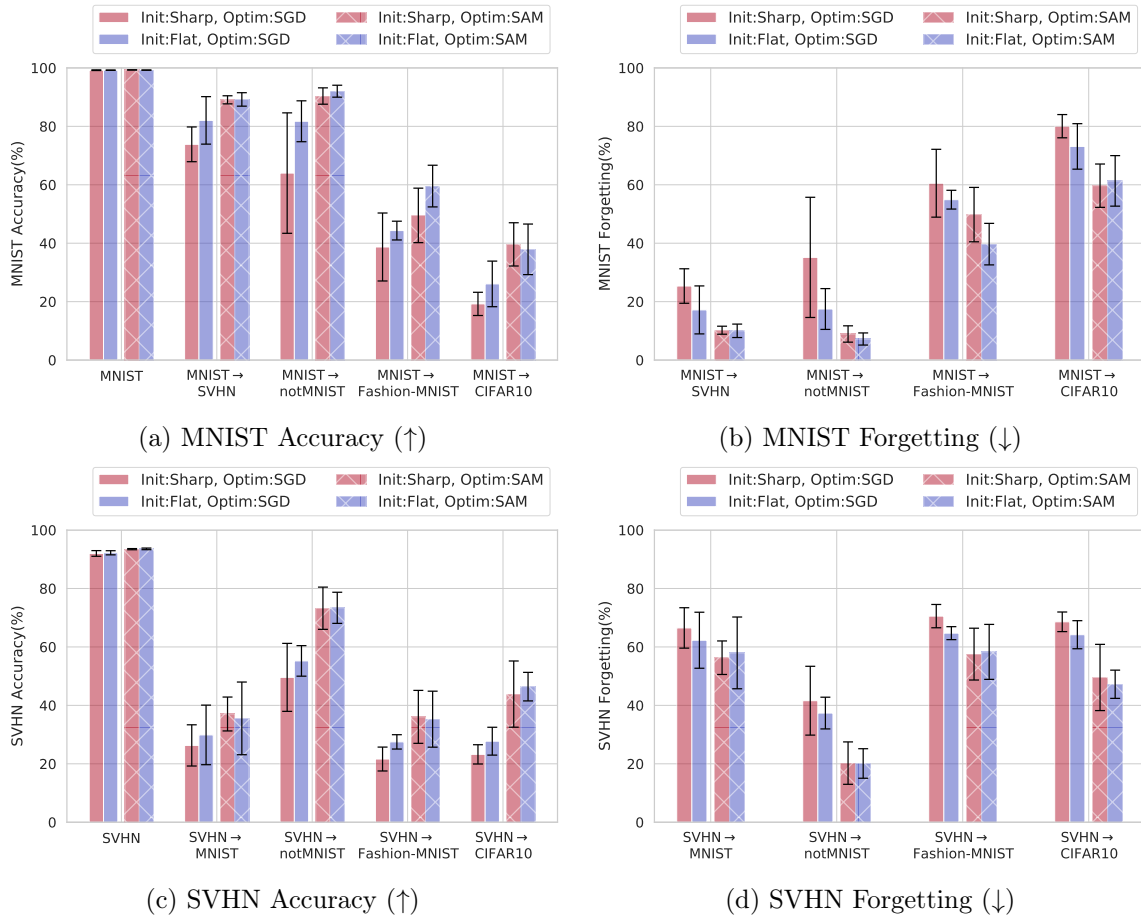 Init:Sharp, Optim:SGD
Init:Flat, Optim:SGD
Init:Sharp, Optim:SAM
Init:Flat, Optim:SAM
MNIST Accuracy(%)
100
80
60
40
20
0
MNIST
MNIST→
SVHN
MNIST→
notMNIST
MNIST→
Fashion-MNIST
MNIST→
CIFAR10
(a) MNIST Accuracy (↑)
Init:Sharp, Optim:SGD
Init:Flat, Optim:SGD
Init:Sharp, Optim:SAM
Init:Flat, Optim:SAM
MNIST Forgetting(%)
100
80
60
40
20
0
MNIST→
SVHN
MNIST→
notMNIST
MNIST→
Fashion-MNIST
MNIST→
CIFAR10
(b) MNIST Forgetting (↓)
Init:Sharp, Optim:SGD
Init:Flat, Optim:SGD
Init:Sharp, Optim:SAM
Init:Flat, Optim:SAM
SVHN Accuracy(%)
100
80
60
40
20
0
SVHN
SVHN→
MNIST
SVHN→
notMNIST
SVHN→
Fashion-MNIST
SVHN→
CIFAR10
(c) SVHN Accuracy (↑)
Init:Sharp, Optim:SGD
Init:Flat, Optim:SGD
Init:Sharp, Optim:SAM
Init:Flat, Optim:SAM
SVHN Forgetting(%)
100
80
60
40
20
0
SVHN→
MNIST
SVHN→
notMNIST
SVHN→
Fashion-MNIST
SVHN→
CIFAR10
(d) SVHN Forgetting (↓)